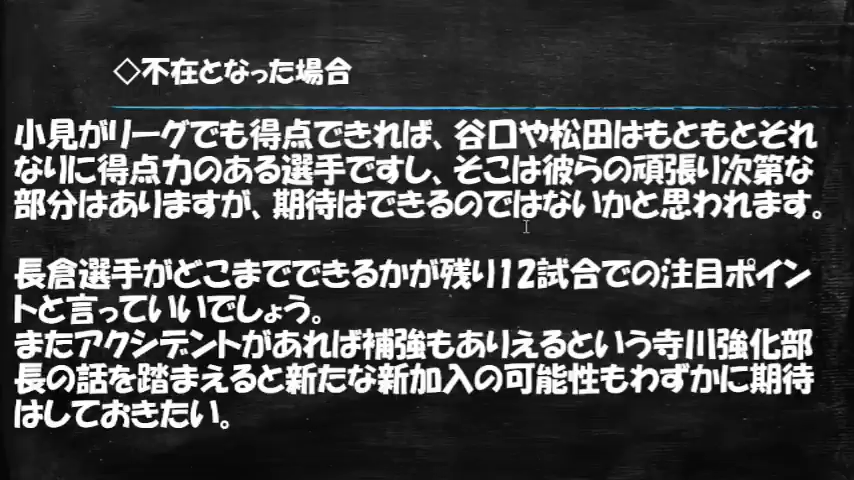 ◇不在となった場合
小見がリーグでも得点できれば、谷口や松田はもともとそれ
なりに得点力のある選手ですし、そこは彼らの頑張り次第な
部分はありますが、期待はできるのではないかと思われます。
長倉選手がどこまでできるかが残り12試合での注目ポイン
トと言っていいでしょう。
またアクシデントがあれば補強もありえるという寺川強化部
長の話を踏まえると新たな新加入の可能性もわずかに期待
はしておきたい。